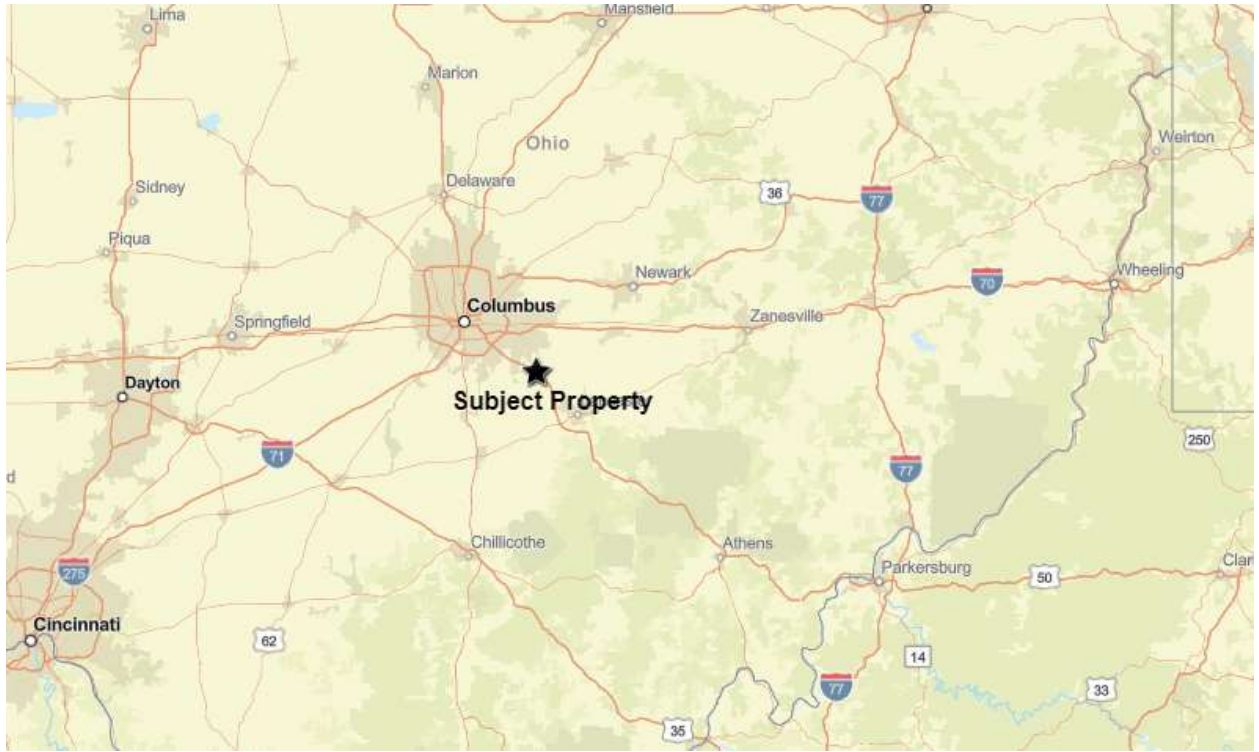 Lima
Mansfield
Marion
Ohio
Weirton
Sidney
Delaware
36
77
Piqua
Newark
Wheeling
70
Columbus
Springfield
Zanesville
Dayton
Subject Property
71
250
77
Chillicothe
Athens
275
Parkersburg
50
Clar
Cincinnati
62
14
77
33
35